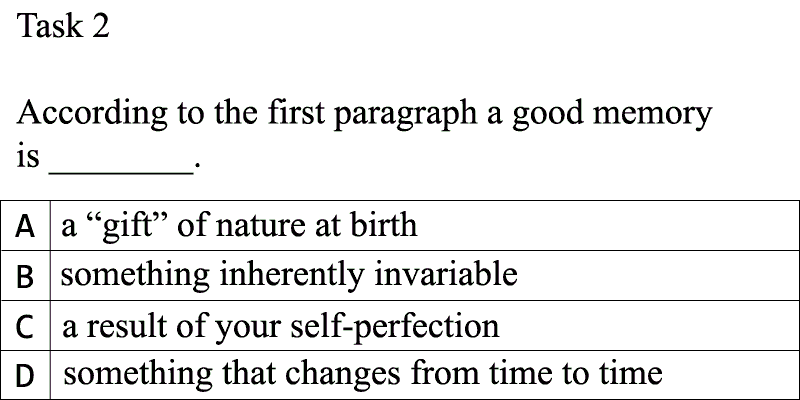 Task 2
According to the first paragraph a good memory
is ________.
A a “gift” of nature at birth
B something inherently invariable
C a result of your self-perfection
D something that changes from time to time